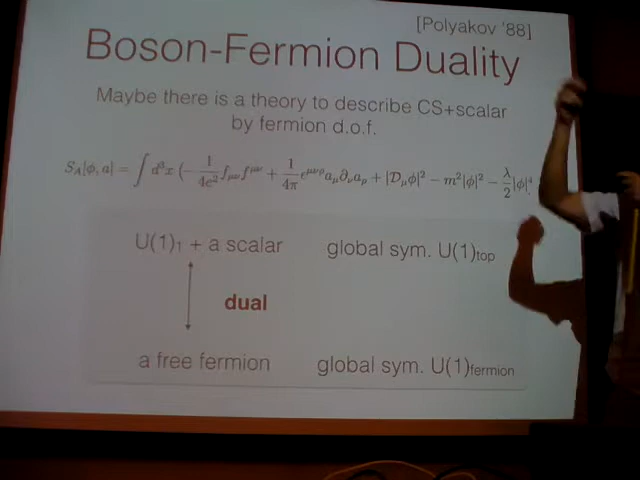 [Polyakov '88]
Boson-Fermion Duality
Maybe there is a theory to describe CS+scalar
by fermion d.o.f.
S_A[ϕ, a] = ∫ d³x (− 1/4e² f_μν f^μν + 1/4π ϵ^μνρ a_μ ∂_ν a_ρ + |D_μ ϕ|² − m²|ϕ|² − λ/2 |ϕ|⁴
U(1)₁ + a scalar global sym. U(1)top
dual
a free fermion global sym. U(1)fermion